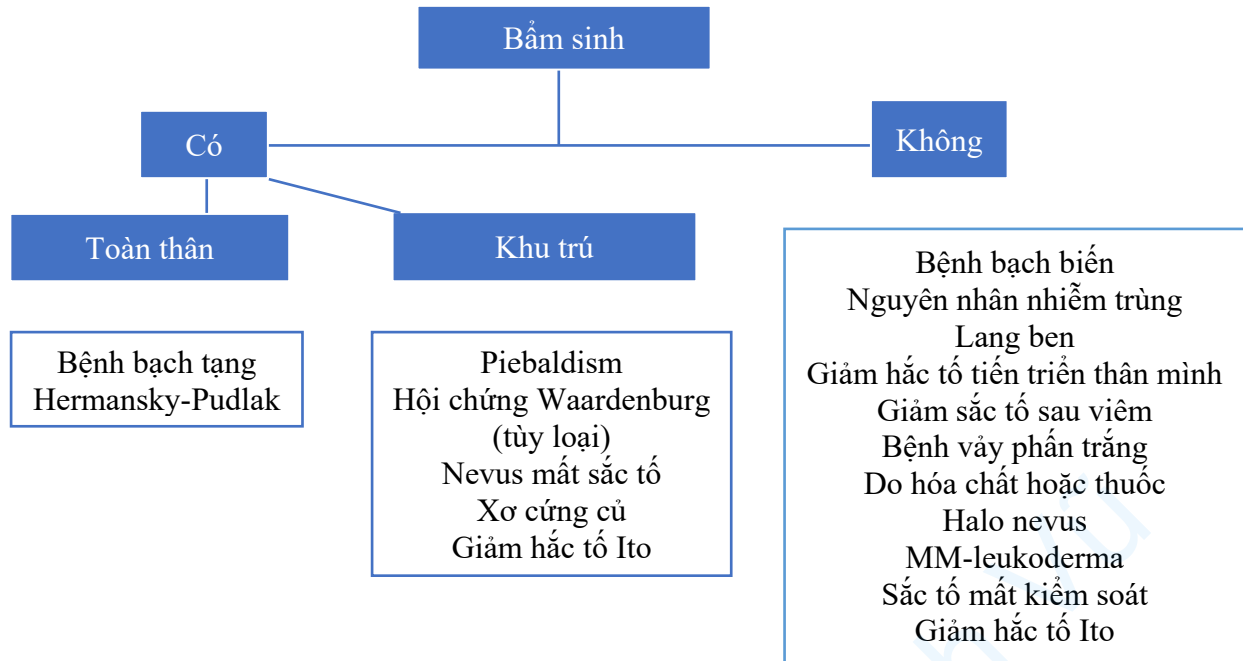 Bẩm sinh
Có
Không
Toàn thân
Khu trú
Bệnh bạch tạng
Hermansky-Pudlak
Piebaldism
Hội chứng Waardenburg
(tùy loại)
Nevus mất sắc tố
Xơ cứng củ
Giảm hắc tố Ito
Bệnh bạch biến
Nguyên nhân nhiễm trùng
Lang ben
Giảm hắc tố tiến triển thân mình
Giảm sắc tố sau viêm
Bệnh vảy phấn trắng
Do hóa chất hoặc thuốc
Halo nevus
MM-leukoderma
Sắc tố mất kiểm soát
Giảm hắc tố Ito